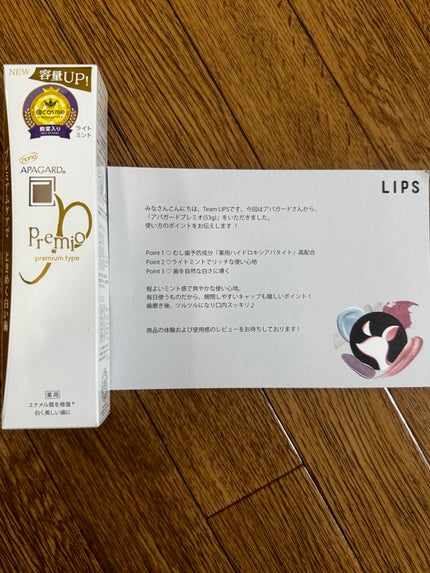 NEW 容量UP!
@cosme
殿堂入り
ライト
ミント
nano
APAGARD®
Premio
premium type
薬用
エナメル質を修復*
白く美しい歯に
LIPS
みなさんこんにちは、Team LIPSです。今回はアパガードさんから、
「アパガードプレミオ(53g)」をいただきました。
使い方のポイントをお伝えします！
Point 1 ♡ むし歯予防成分「薬用ハイドロキシアパタイト」高配合
Point 2 ♡ ライトミントでリッチな使い心地
Point 3 ♡ 歯を自然な白さに導く
程よいミント感で爽やかな使い心地、
毎日使うものだから、開閉しやすいキャップも嬉しいポイント！
歯磨き後、ツルツルになり口内スッキリ♪
商品の体験および使用感のレビューをお待ちしております！